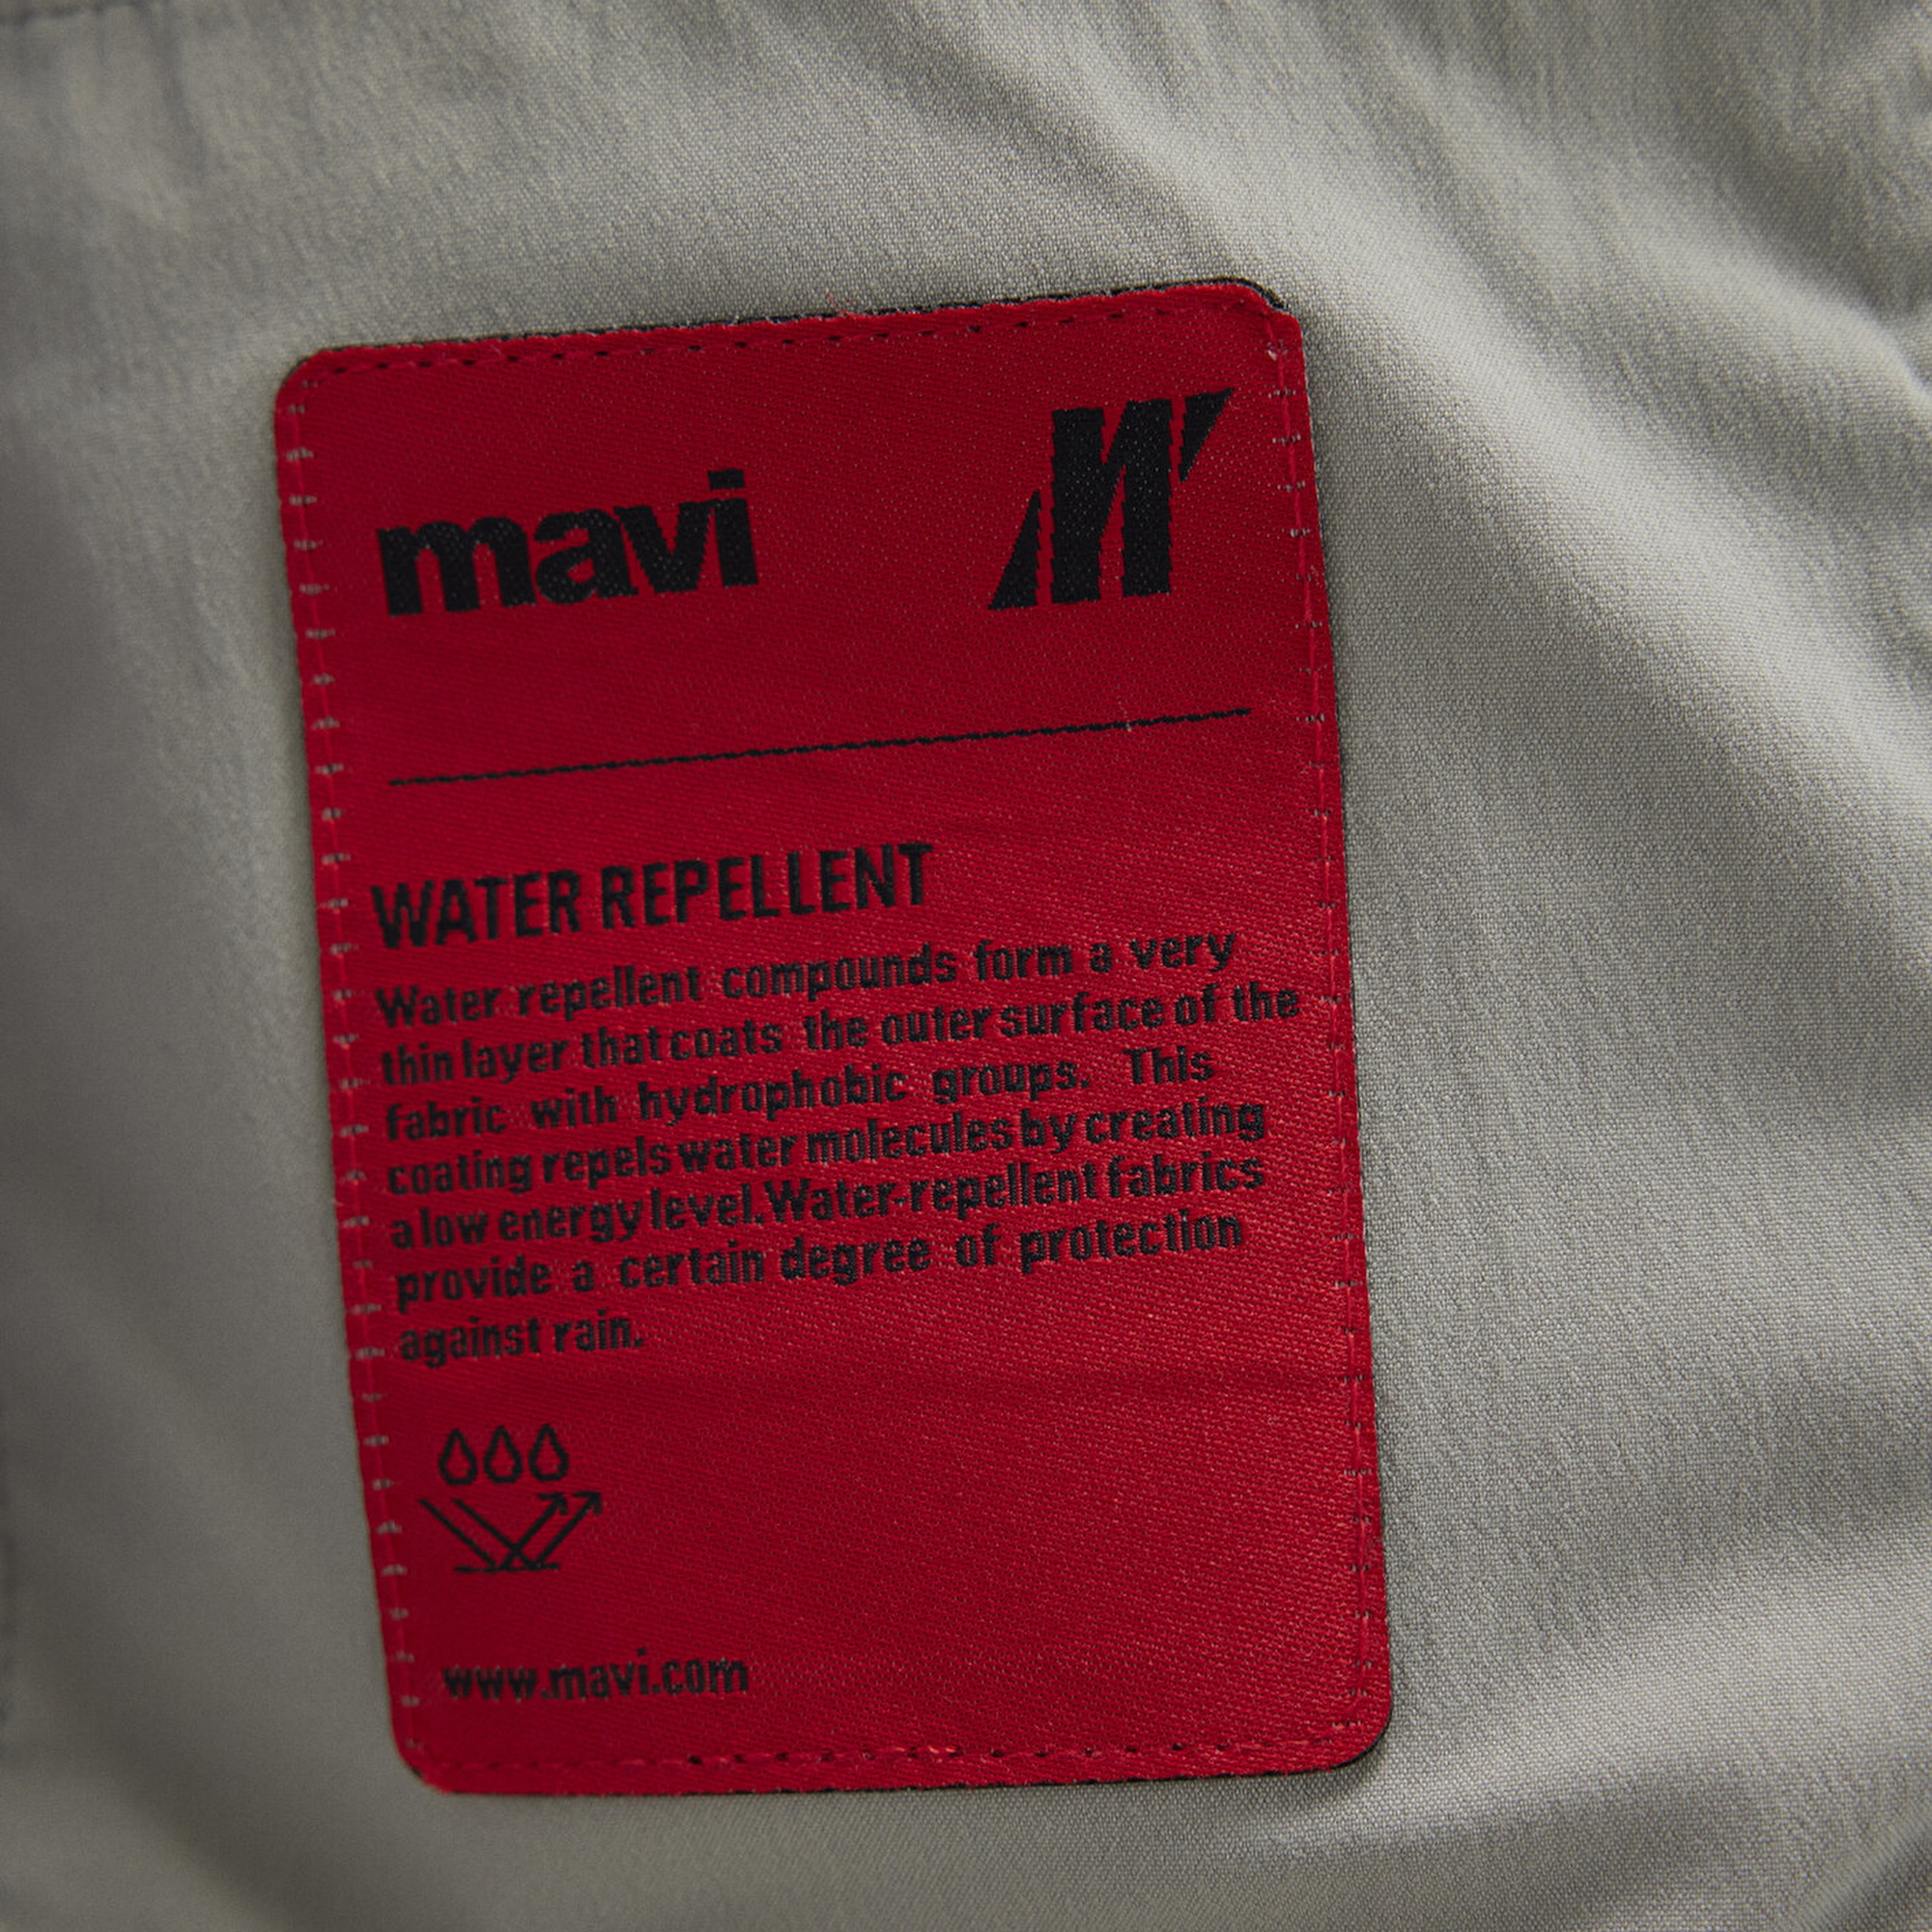 mavi
WATER REPELLENT
Water repellent compounds form a very
thin layer that coats the outer surface of the
fabric with hydrophobic groups. This
coating repels water molecules by creating
a low energy level. Water-repellent fabrics
provide a certain degree of protection
against rain.
www.mavi.com